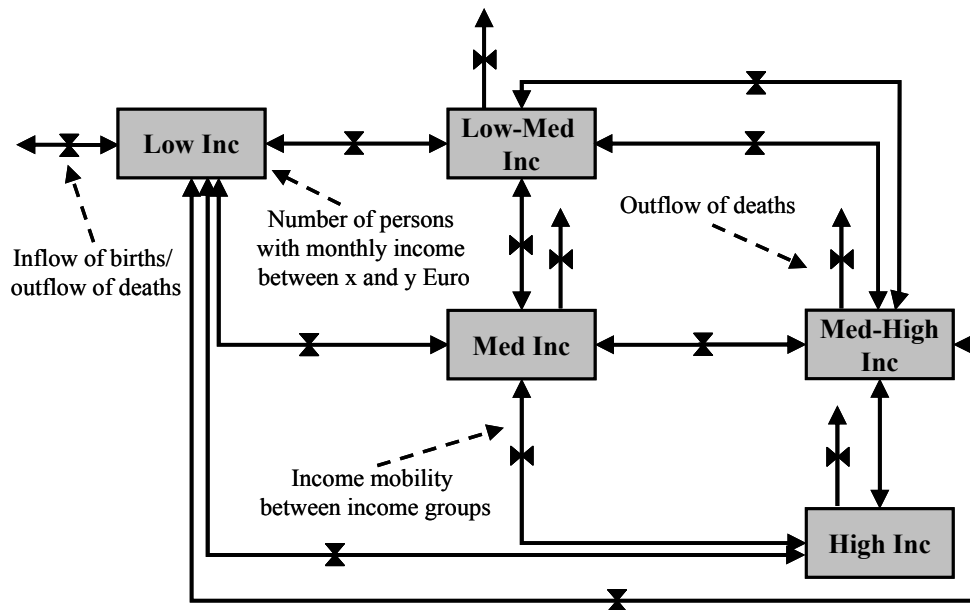 Low Inc
Low-Med
Inc
Number of persons
with monthly income
between x and y Euro
Outflow of deaths
Inflow of births/
outflow of deaths
Med Inc
Med-High
Inc
Income mobility
between income groups
High Inc